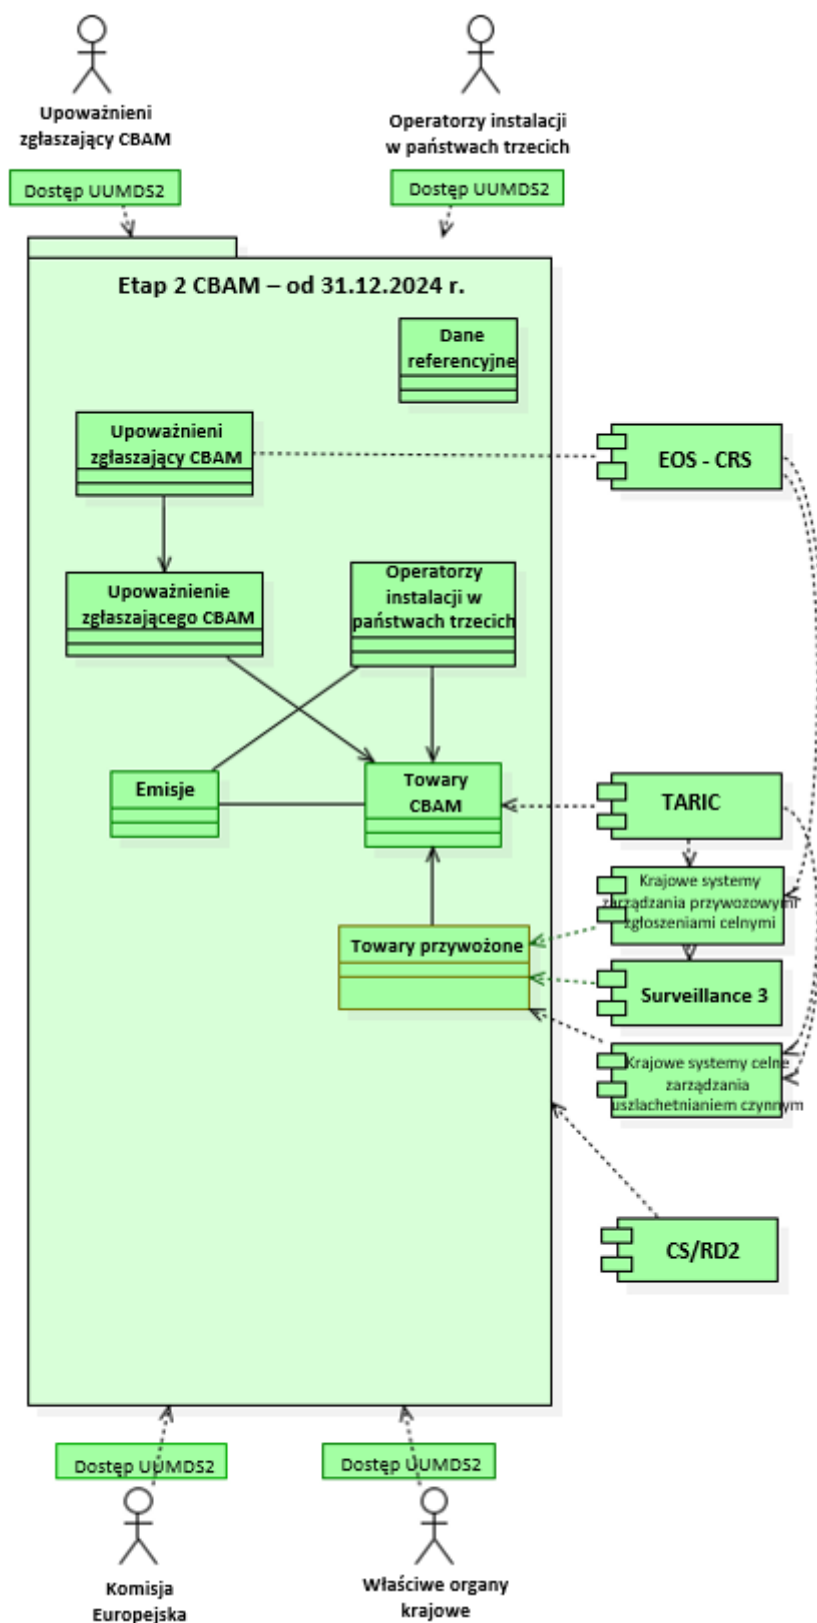 Upoważnieni
zgłaszający CBAM
Operatorzy instalacji
w państwach trzecich
Dostęp UUMDS2
Dostęp UUMDS2
Etap 2 CBAM – od 31.12.2024 r.
Dane
referencyjne
Upoważnieni
zgłaszający CBAM
EOS - CRS
Upoważnienie
zgłaszającego CBAM
Operatorzy
instalacji w
państwach trzecich
Emisje
Towary
CBAM
TARIC
Krajowe systemy
zarządzania przywozowymi
zgłoszeniami celnymi
Towary przywożone
Surveillance 3
Krajowe systemy celne
zarządzania
uszlachetnianiem czynnym
CS/RD2
Dostęp UUMDS2
Dostęp UUMDS2
Komisja
Europejska
Właściwe organy
krajowe